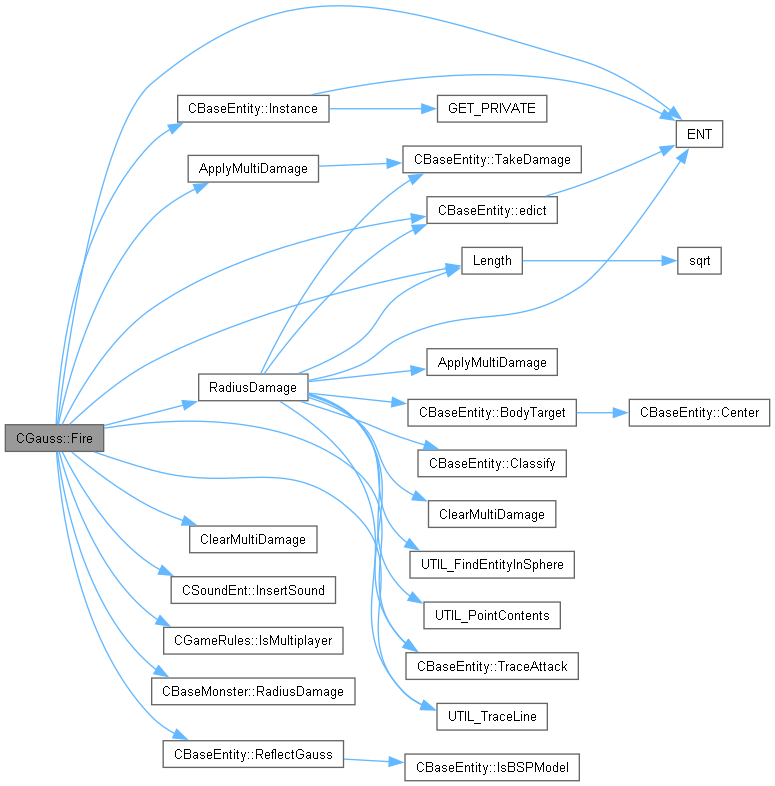 CBaseEntity::Instance
GET_PRIVATE
ENT
ApplyMultiDamage
CBaseEntity::TakeDamage
CBaseEntity::edict
Length
sqrt
RadiusDamage
ApplyMultiDamage
CBaseEntity::BodyTarget
CBaseEntity::Center
CGauss::Fire
CBaseEntity::Classify
ClearMultiDamage
ClearMultiDamage
UTIL_FindEntityInSphere
CSoundEnt::InsertSound
UTIL_PointContents
CGameRules::IsMultiplayer
CBaseEntity::TraceAttack
CBaseMonster::RadiusDamage
UTIL_TraceLine
CBaseEntity::ReflectGauss
CBaseEntity::IsBSPModel